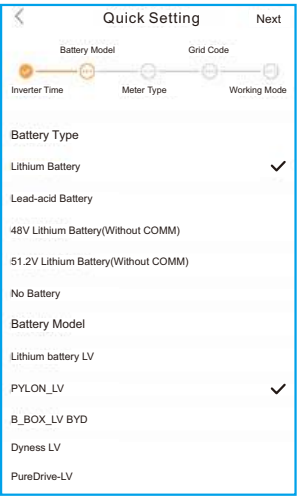 Quick Setting Next
Battery Model Grid Code
Inverter Time Meter Type Working Mode
Battery Type
Lithium Battery
Lead-acid Battery
48V Lithium Battery(Without COMM)
51.2V Lithium Battery(Without COMM)
No Battery
Battery Model
Lithium battery LV
PYLON_LV
B_BOX_LV BYD
Dyness LV
PureDrive-LV